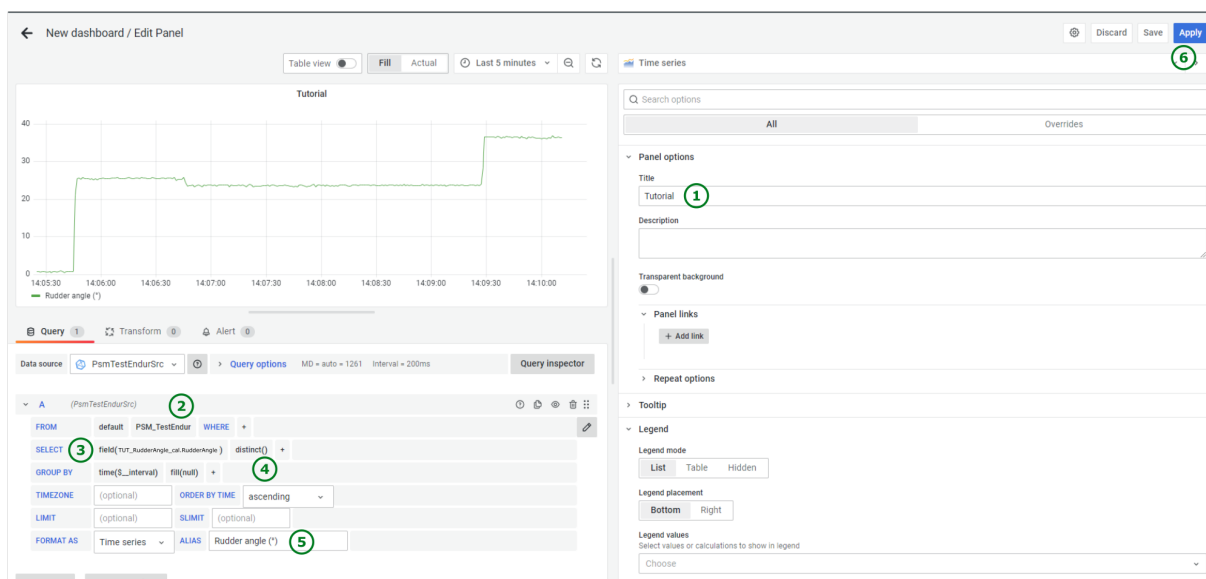 New dashboard / Edit Panel
Discard Save Apply
Table view Fill Actual Last 5 minutes
Time series
6
Tutorial
40
30
20
10
0
14:05:30 14:06:00 14:06:30 14:07:00 14:07:30 14:08:00 14:08:30 14:09:00 14:09:30 14:10:00
Rudder angle (°)
Query 1 Transform 0 Alert 0
Data source PsmTestEndurSrc Query options MD = auto = 1261 Interval = 200ms Query inspector
A (PsmTestEndurSrc) 2
FROM default PSM_TestEndur WHERE +
SELECT 3 field(TUT_RudderAngle_cal.RudderAngle) distinct() +
GROUP BY time($__interval) fill(null) + 4
TIMEZONE (optional) ORDER BY TIME ascending
LIMIT (optional) SLIMIT (optional)
FORMAT AS Time series ALIAS Rudder angle (°) 5
Search options
All Overrides
Panel options
Title
Tutorial 1
Description
Transparent background
Panel links
+ Add link
Repeat options
Tooltip
Legend
Legend mode
List Table Hidden
Legend placement
Bottom Right
Legend values
Select values or calculations to show in legend
Choose